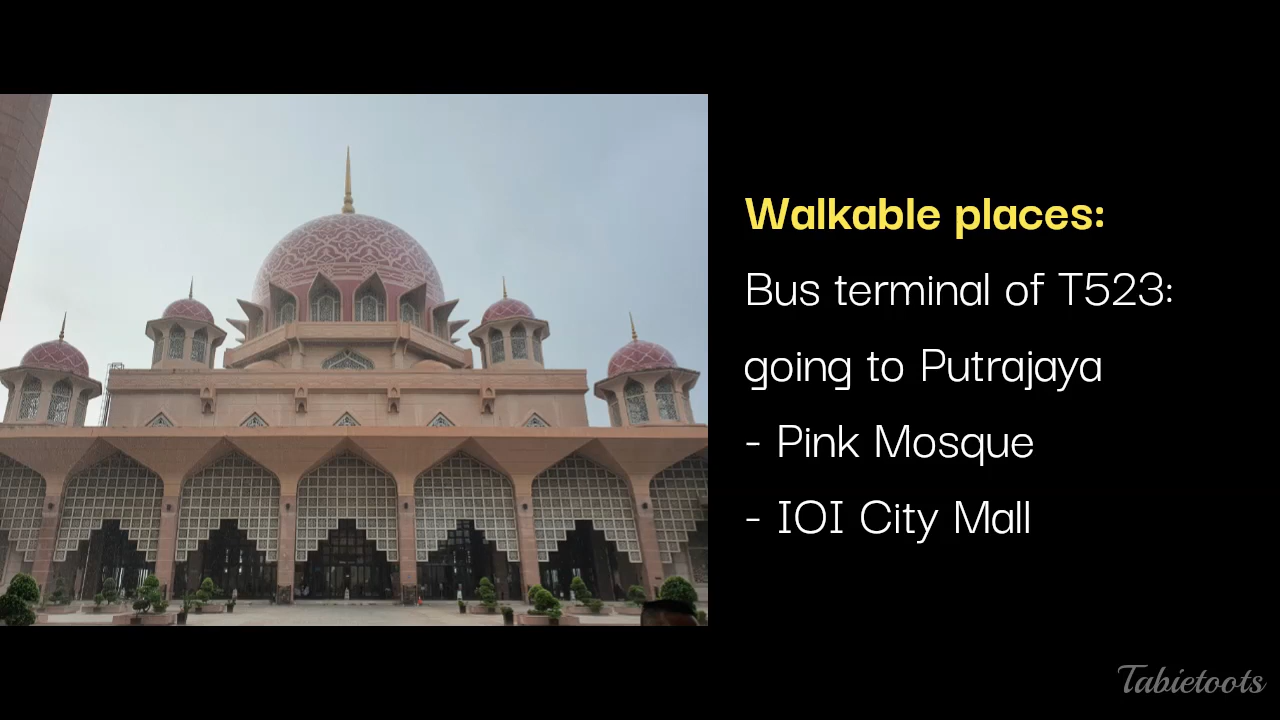 Walkable places:
Bus terminal of T523:
going to Putrajaya
- Pink Mosque
- IOI City Mall
Tabietoots